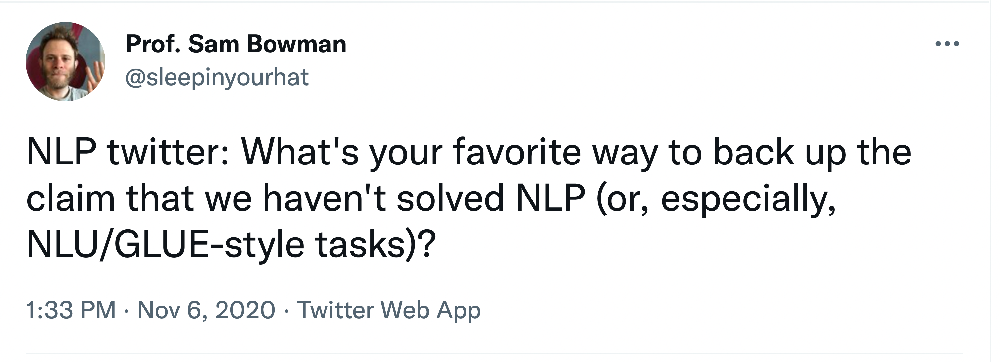 Prof. Sam Bowman
@sleepinyourhat
NLP twitter: What's your favorite way to back up the
claim that we haven't solved NLP (or, especially,
NLU/GLUE-style tasks)?
1:33 PM · Nov 6, 2020 · Twitter Web App